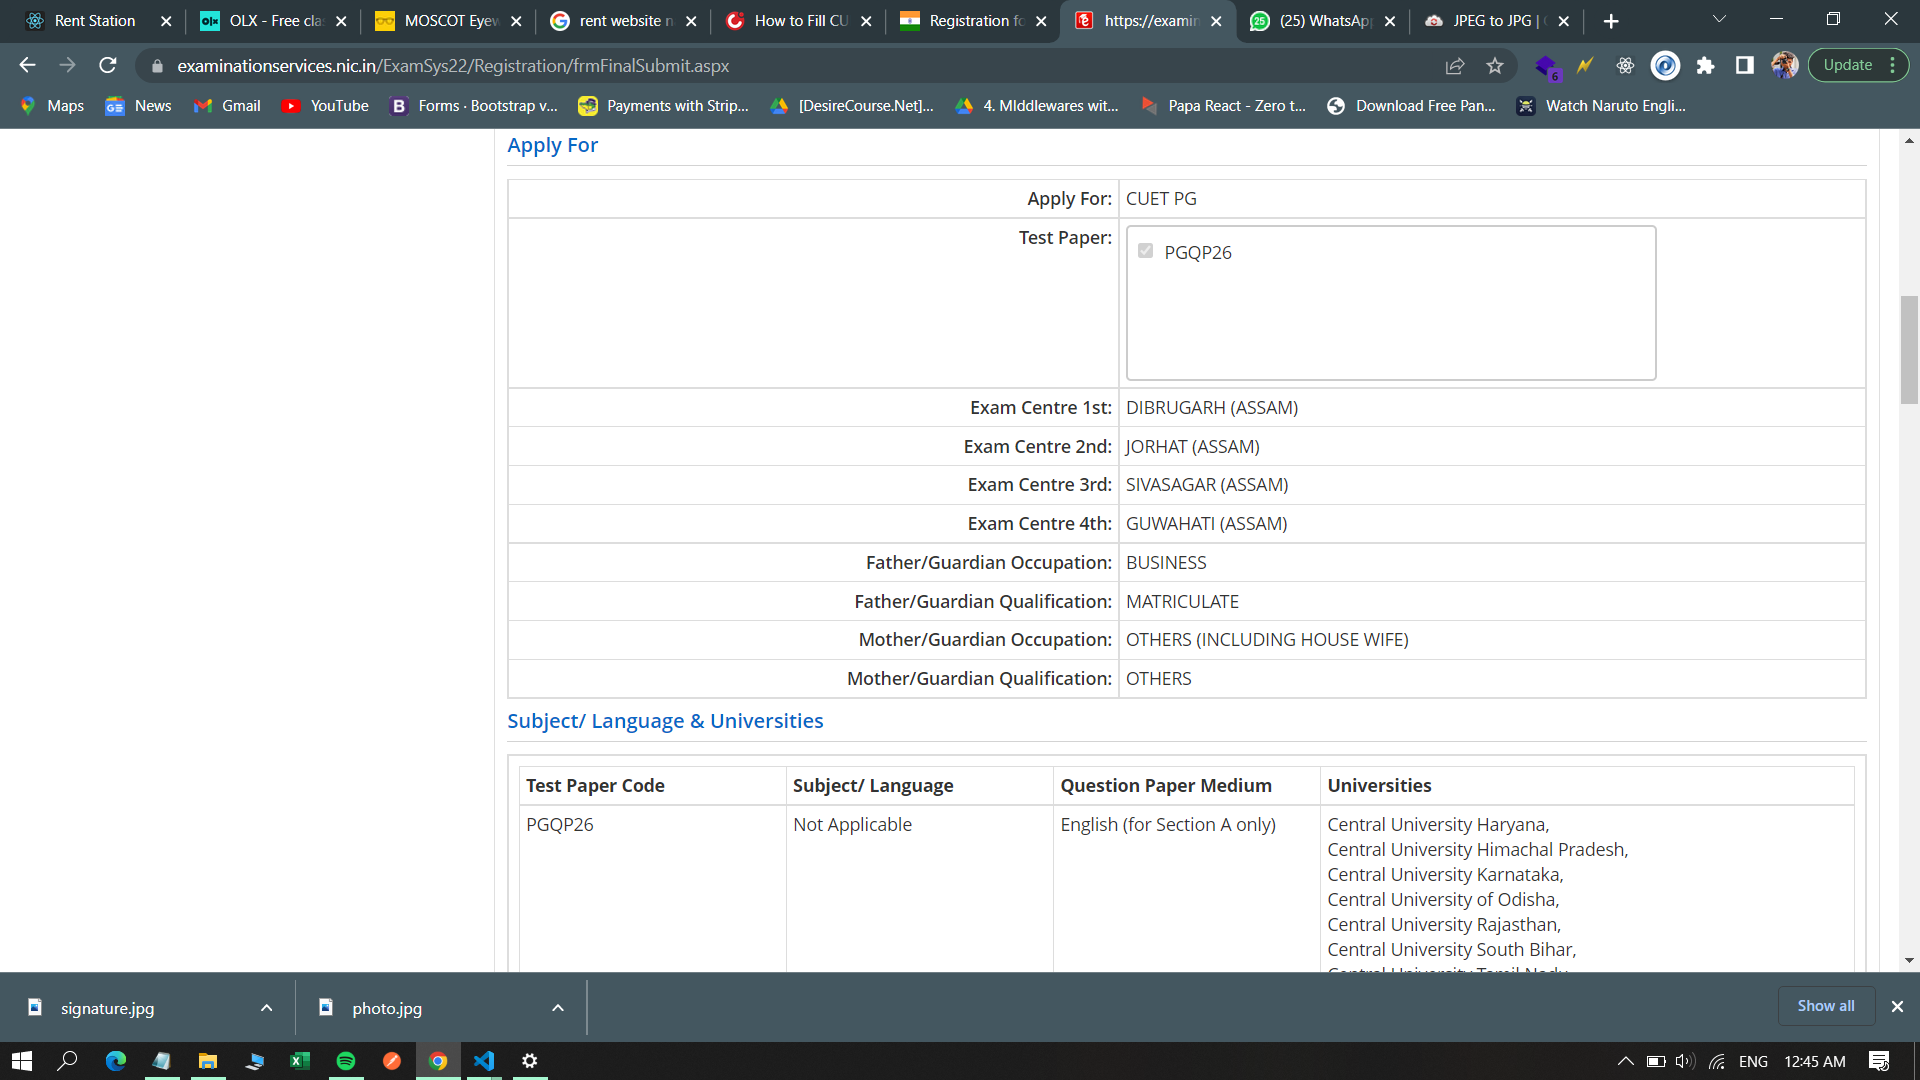 Rent Station
OLX - Free cla
MOSCOT Eyew
rent website n
How to Fill CU
Registration fo
https://examin
(25) WhatsApp
JPEG to JPG |
examinationservices.nic.in/ExamSys22/Registration/frmFinalSubmit.aspx
6
Update
Maps
News
Gmail
YouTube
Forms · Bootstrap v...
Payments with Strip...
[DesireCourse.Net]...
4. MIddlewares wit...
Papa React - Zero t...
Download Free Pan...
Watch Naruto Engli...
Apply For
Apply For: CUET PG
Test Paper: PGQP26
Exam Centre 1st: DIBRUGARH (ASSAM)
Exam Centre 2nd: JORHAT (ASSAM)
Exam Centre 3rd: SIVASAGAR (ASSAM)
Exam Centre 4th: GUWAHATI (ASSAM)
Father/Guardian Occupation: BUSINESS
Father/Guardian Qualification: MATRICULATE
Mother/Guardian Occupation: OTHERS (INCLUDING HOUSE WIFE)
Mother/Guardian Qualification: OTHERS
Subject/ Language & Universities
Test Paper Code Subject/ Language Question Paper Medium Universities
PGQP26 Not Applicable English (for Section A only) Central University Haryana,
Central University Himachal Pradesh,
Central University Karnataka,
Central University of Odisha,
Central University Rajasthan,
Central University South Bihar,
Central University Tamil Nadu,
signature.jpg
photo.jpg
Show all
ENG 12:45 AM